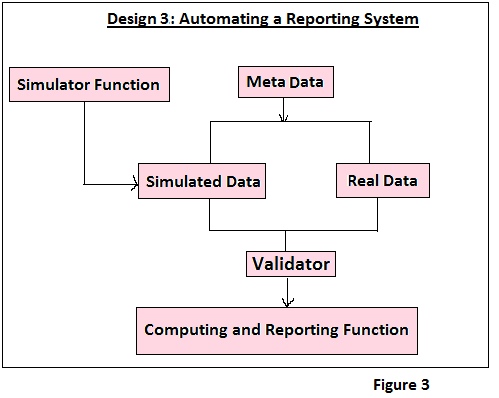 Design 3: Automating a Reporting System
Simulator Function
Meta Data
Simulated Data
Real Data
Validator
Computing and Reporting Function
Figure 3